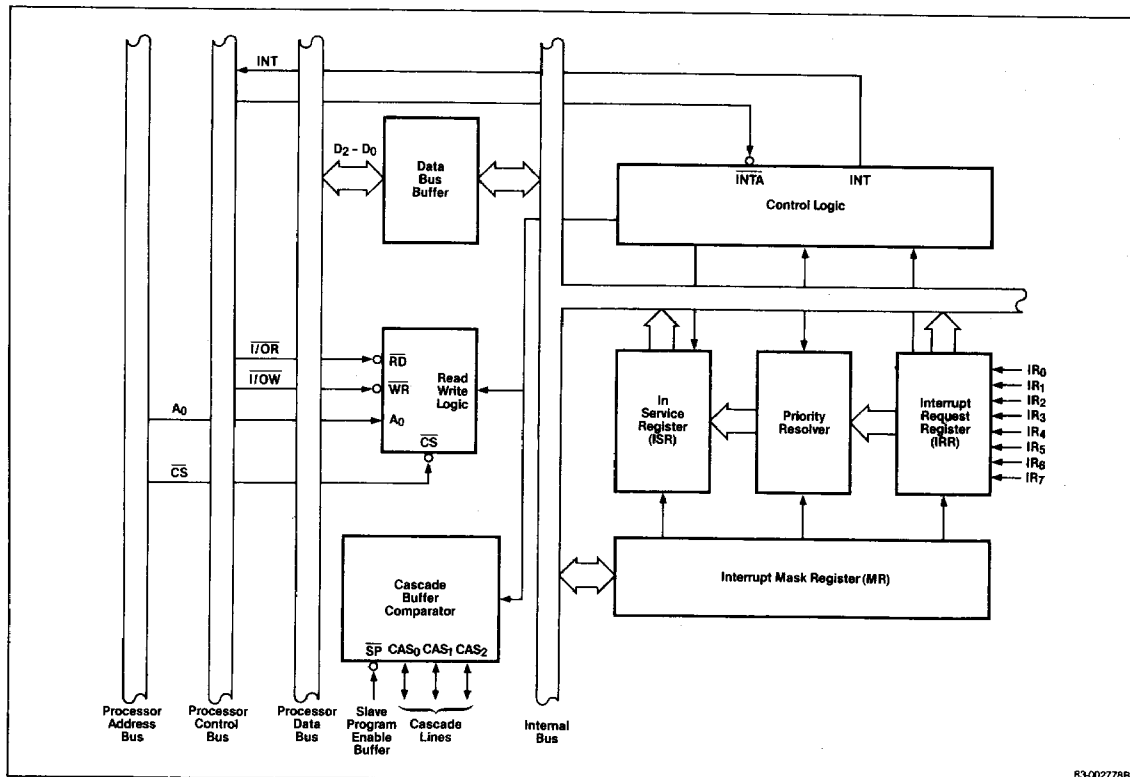 INT
D2 – D0
Data
Bus
Buffer
INTA
INT
Control Logic
I/OR
I/OW
A0
CS
RD
WR
A0
CS
Read
Write
Logic
In
Service
Register
(ISR)
Priority
Resolver
Interrupt
Request
Register
(IRR)
IR0
IR1
IR2
IR3
IR4
IR5
IR6
IR7
Cascade
Buffer
Comparator
SP CAS0 CAS1 CAS2
Interrupt Mask Register (MR)
Processor
Address
Bus
Processor
Control
Bus
Processor
Data
Bus
Slave
Program
Enable
Buffer
Cascade
Lines
Internal
Bus
83-002778B